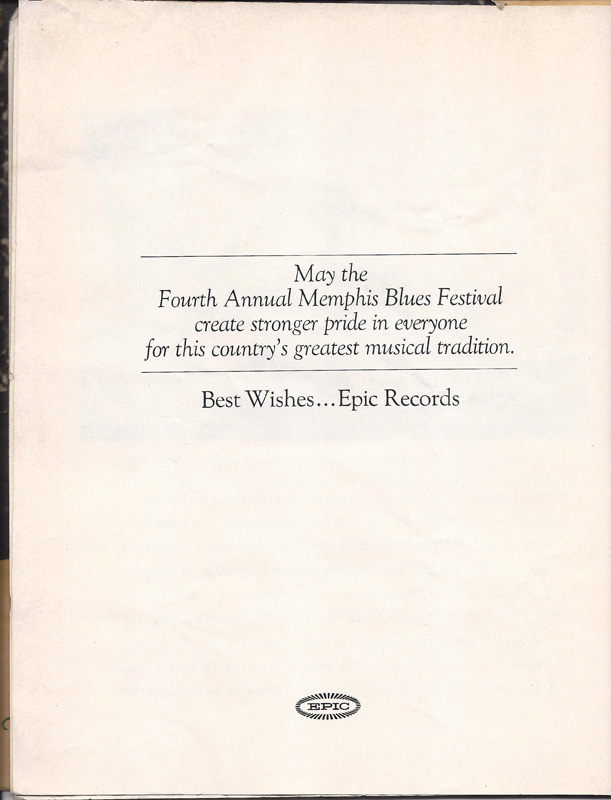 May the
Fourth Annual Memphis Blues Festival
create stronger pride in everyone
for this country's greatest musical tradition.
Best Wishes...Epic Records
EPIC